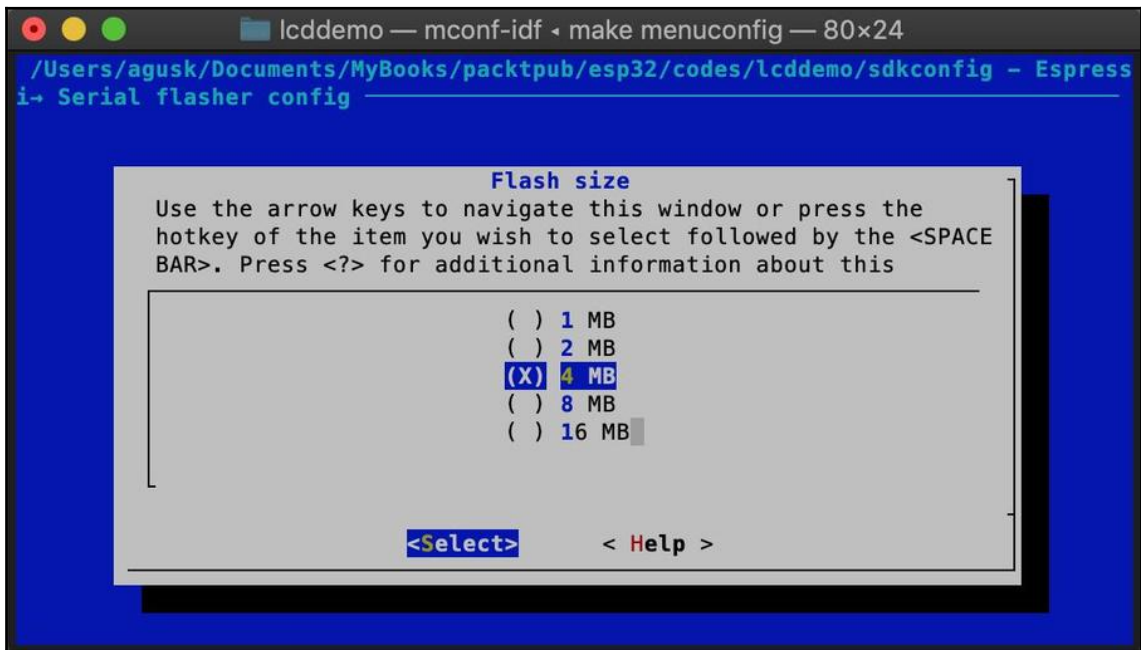 lcddemo — mconf-idf ◂ make menuconfig — 80×24
/Users/agusk/Documents/MyBooks/packtpub/esp32/codes/lcddemo/sdkconfig - Espress
i→ Serial flasher config
Flash size
Use the arrow keys to navigate this window or press the
hotkey of the item you wish to select followed by the <SPACE
BAR>. Press <?> for additional information about this
( ) 1 MB
( ) 2 MB
(X) 4 MB
( ) 8 MB
( ) 16 MB
<Select> < Help >